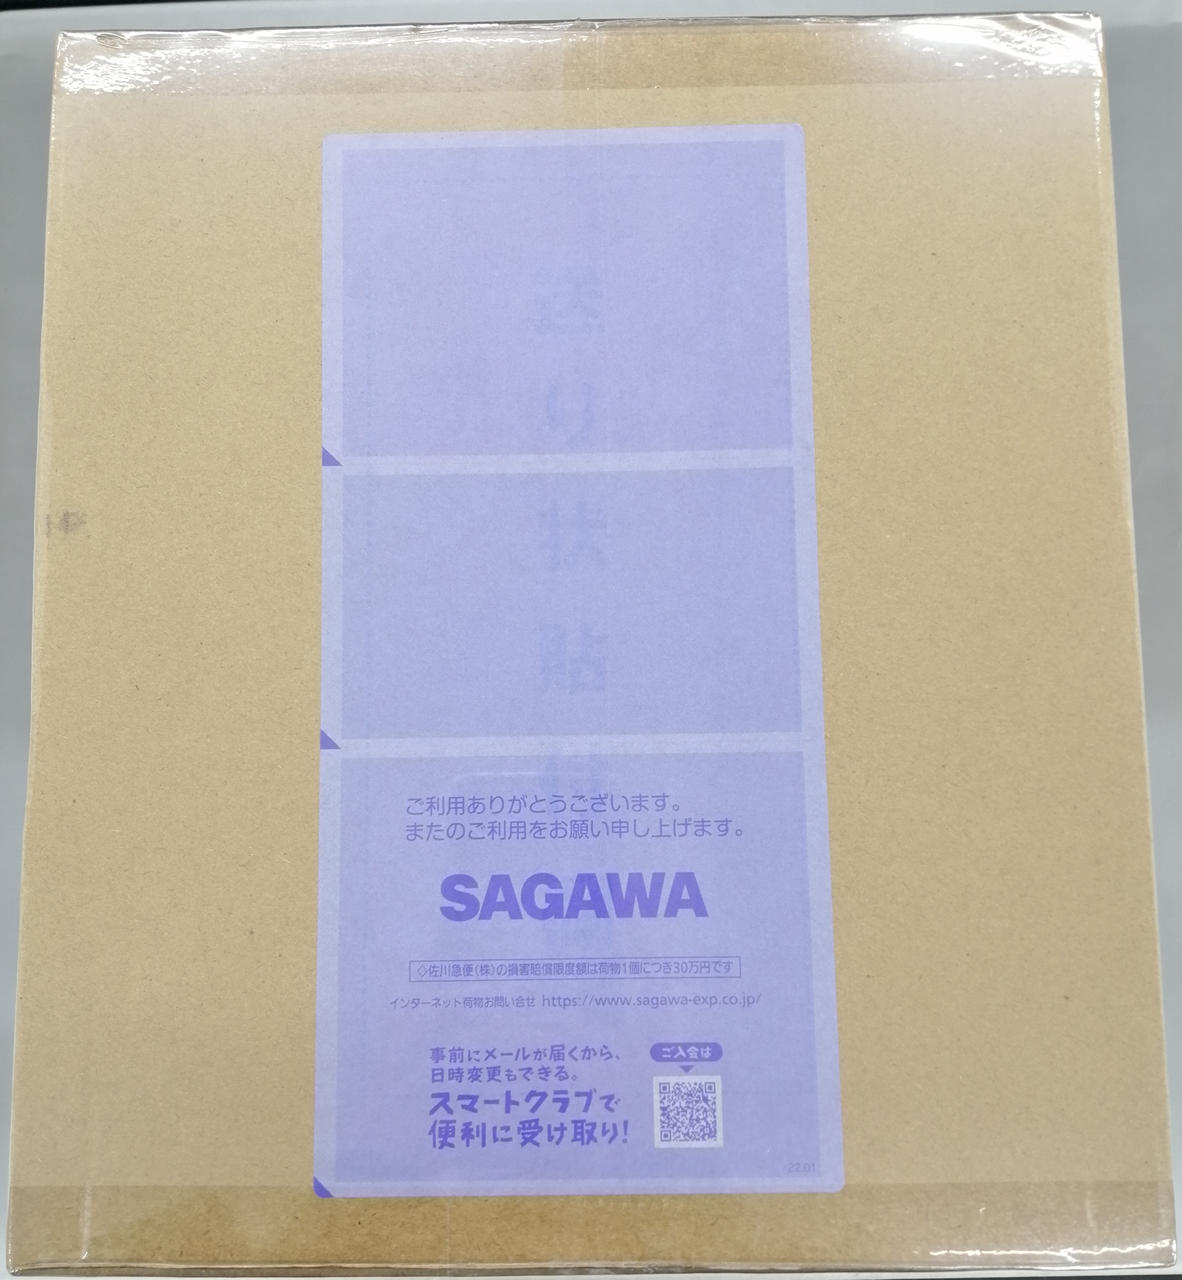 送
り
状
貼
付
ご利用ありがとうございます。
またのご利用をお願い申し上げます。
SAGAWA
◇佐川急便(株)の損害賠償限度額は荷物1個につき30万円です
インターネット荷物お問い合せ https://www.sagawa-exp.co.jp/
事前にメールが届くから、
日時変更もできる。
スマートクラブで
便利に受け取り!
ご入会は
22.01